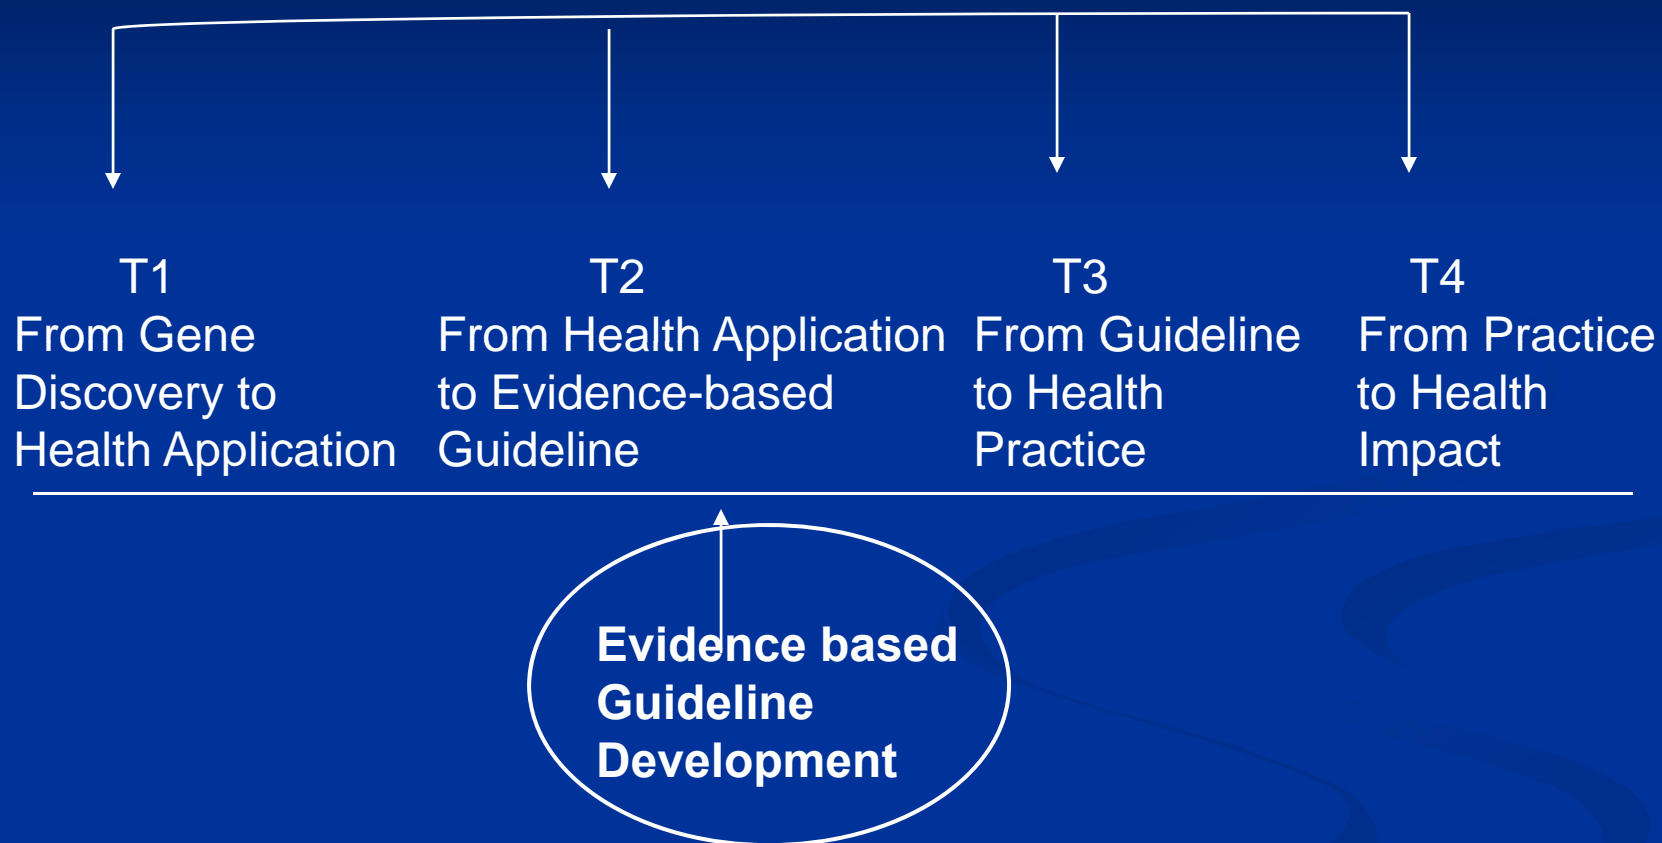 T1
From Gene
Discovery to
Health Application
T2
From Health Application
to Evidence-based
Guideline
T3
From Guideline
to Health
Practice
T4
From Practice
to Health
Impact
Evidence based
Guideline
Development